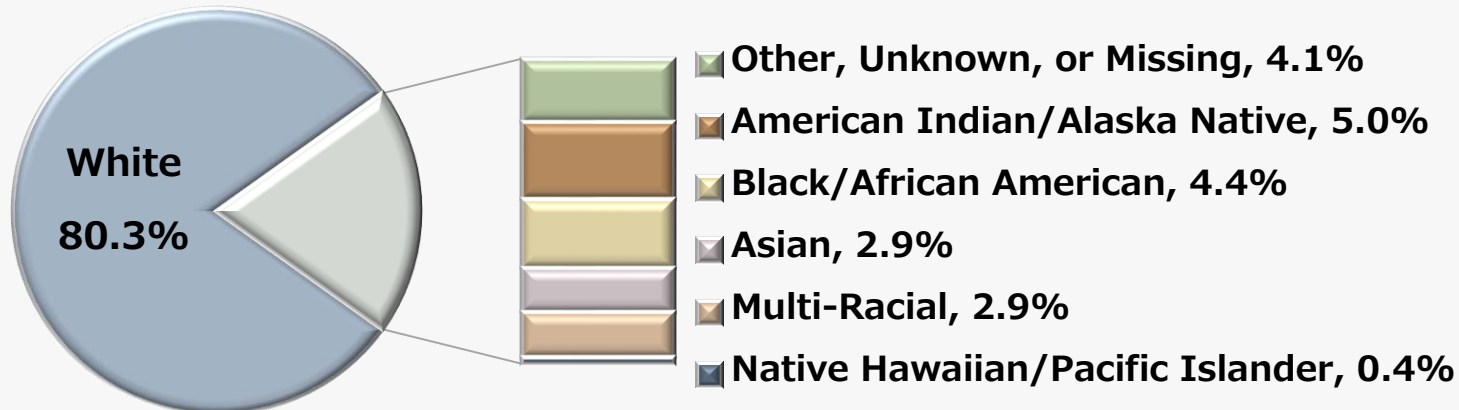 White
80.3%
Other, Unknown, or Missing, 4.1%
American Indian/Alaska Native, 5.0%
Black/African American, 4.4%
Asian, 2.9%
Multi-Racial, 2.9%
Native Hawaiian/Pacific Islander, 0.4%